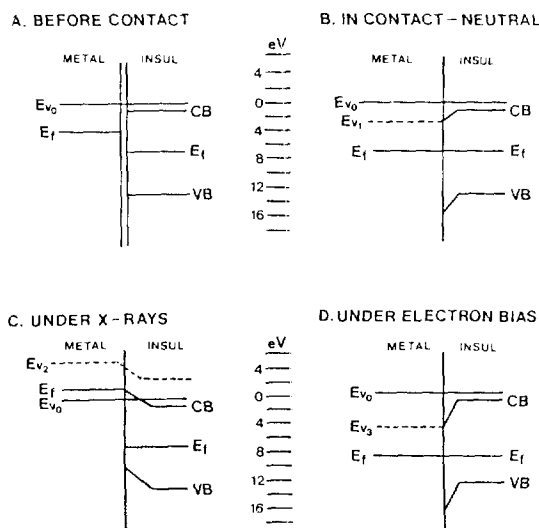 A. BEFORE CONTACT
METAL INSUL
Ev0 CB
Ef
Ef
VB
eV
4
0
4
8
12
16
B. IN CONTACT – NEUTRAL
METAL INSUL
Ev0
CB
Ev1
Ef Ef
VB
C. UNDER X-RAYS
METAL INSUL
Ev2
Ef
Ev0
CB
Ef
VB
eV
4
0
4
8
12
16
D. UNDER ELECTRON BIAS
METAL INSUL
Ev0
CB
Ev3
Ef Ef
VB